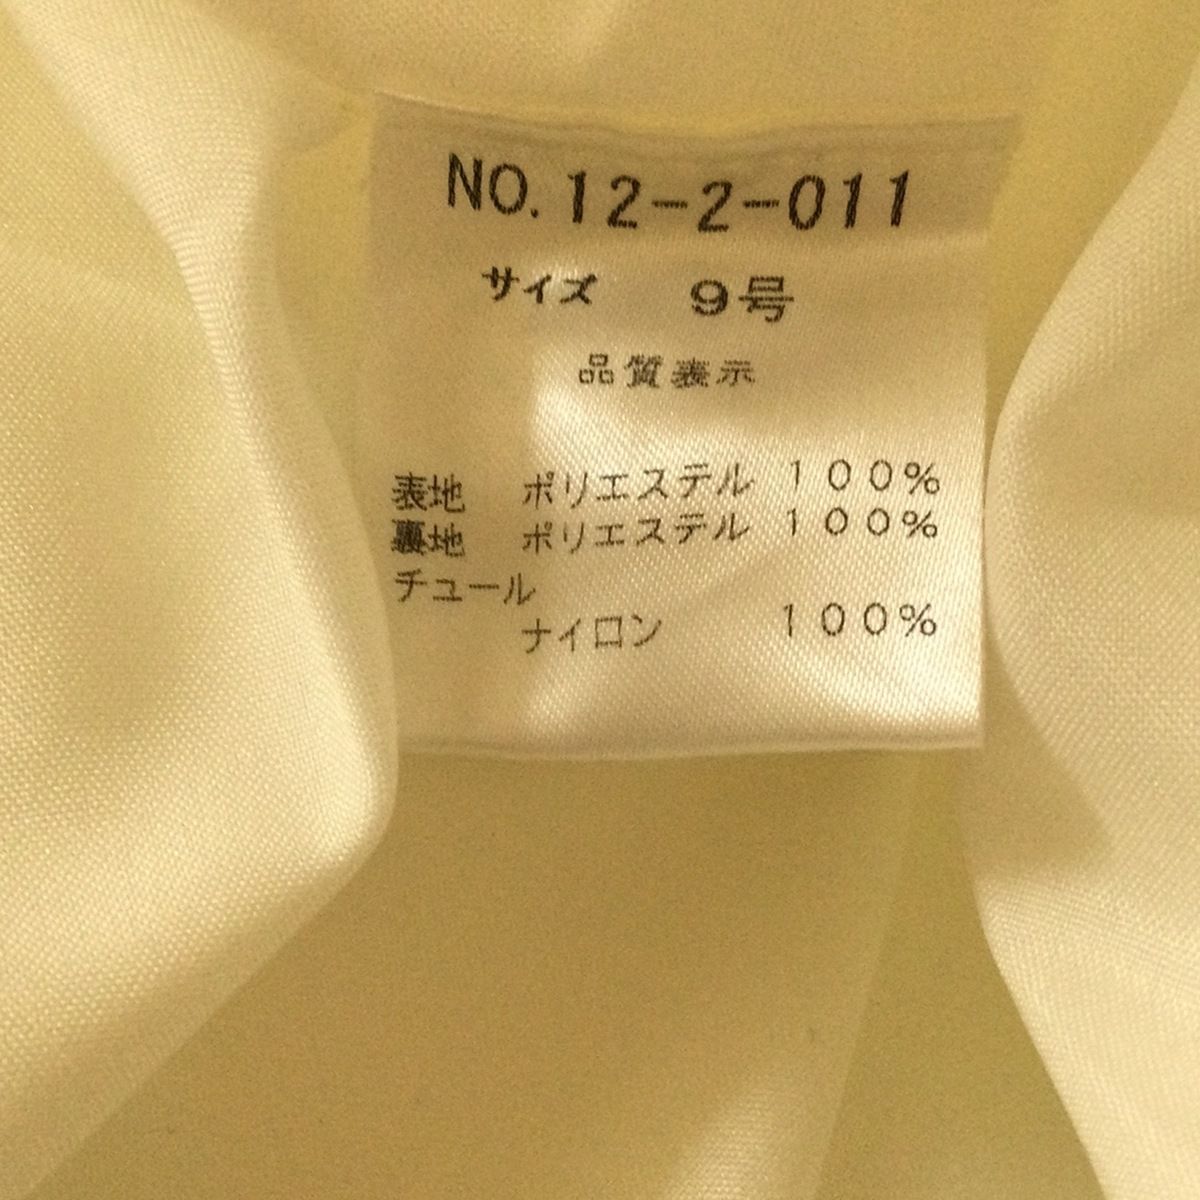 NO.12-2-011
サイズ 9号
品質表示
表地 ポリエステル 100%
裏地 ポリエステル 100%
チュール
ナイロン 100%